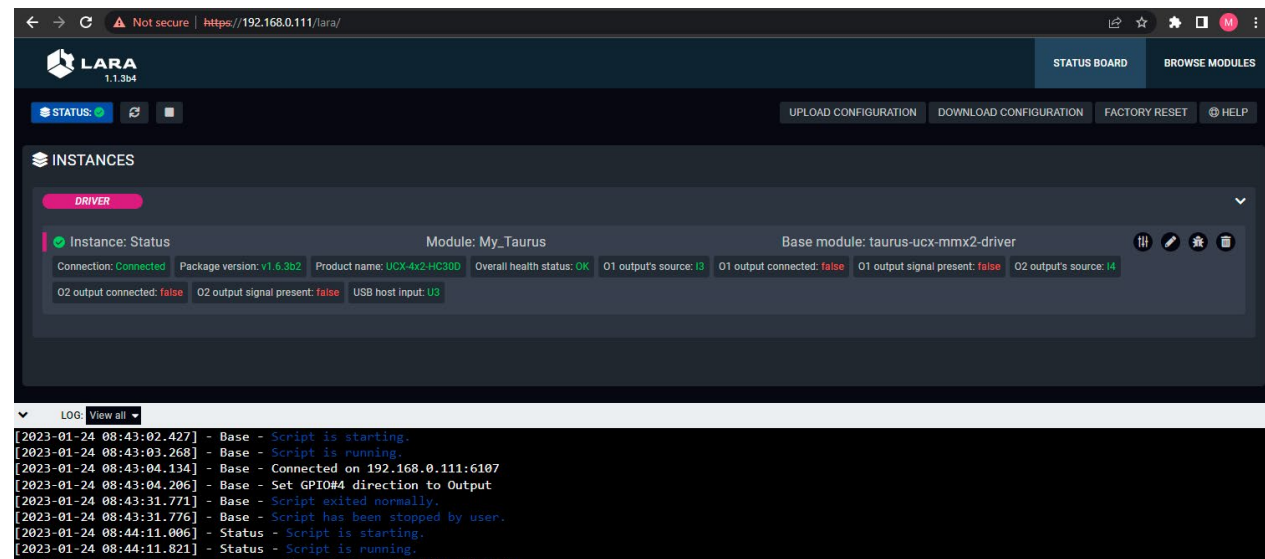 Not secure | https://192.168.0.111/lara/
M
LARA
1.1.3b4
STATUS BOARD
BROWSE MODULES
STATUS:
UPLOAD CONFIGURATION
DOWNLOAD CONFIGURATION
FACTORY RESET
HELP
INSTANCES
DRIVER
Instance: Status Module: My_Taurus Base module: taurus-ucx-mmx2-driver
Connection: Connected Package version: v1.6.3b2 Product name: UCX-4x2-HC30D Overall health status: OK O1 output's source: I3 O1 output connected: false O1 output signal present: false O2 output's source: I4
O2 output connected: false O2 output signal present: false USB host input: U3
LOG: View all
[2023-01-24 08:43:02.427] - Base - Script is starting.
[2023-01-24 08:43:03.268] - Base - Script is running.
[2023-01-24 08:43:04.134] - Base - Connected on 192.168.0.111:6107
[2023-01-24 08:43:04.206] - Base - Set GPIO#4 direction to Output
[2023-01-24 08:43:31.771] - Base - Script exited normally.
[2023-01-24 08:43:31.776] - Base - Script has been stopped by user.
[2023-01-24 08:44:11.006] - Status - Script is starting.
[2023-01-24 08:44:11.821] - Status - Script is running.